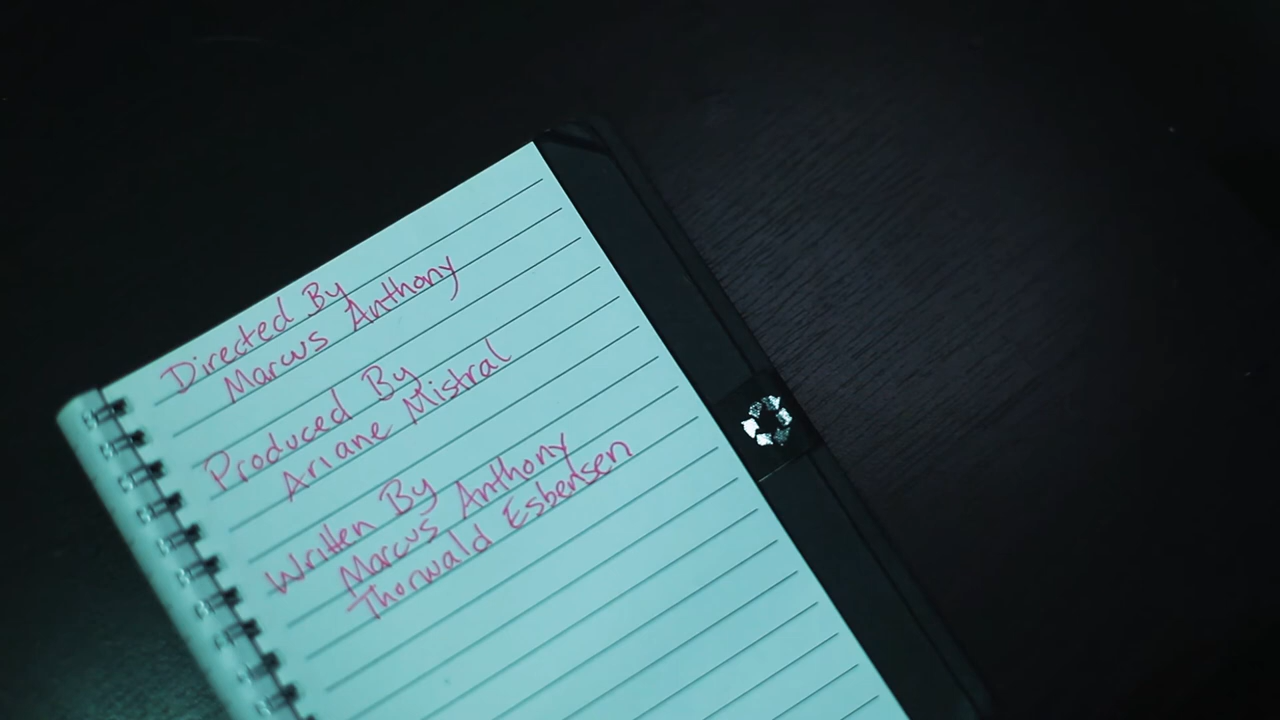 Directed By
Marcus Anthony
Produced By
Ariane Mistral
Written By
Marcus Anthony
Thorwald Esbensen